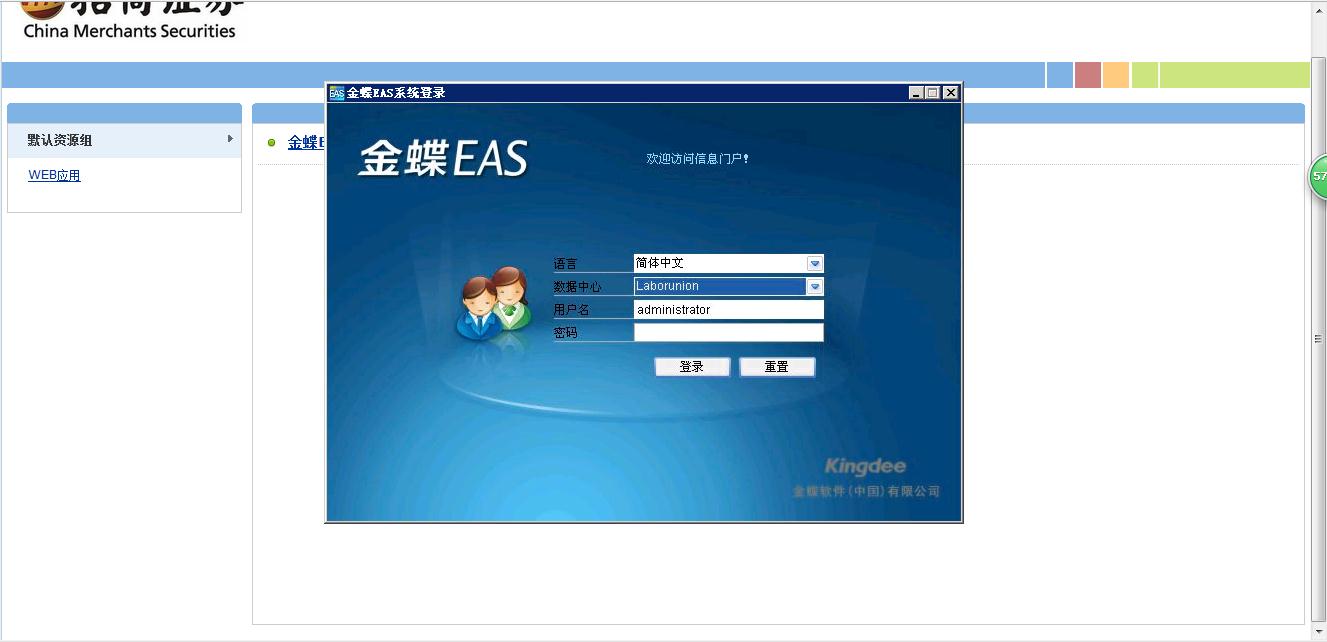 招商证券
China Merchants Securities
金蝶EAS系统登录
默认资源组
WEB应用
金蝶E
金蝶EAS
欢迎访问信息门户!
57
语言 简体中文
数据中心 Laborunion
用户名 administrator
密码
登录 重置
Kingdee
金蝶软件(中国)有限公司